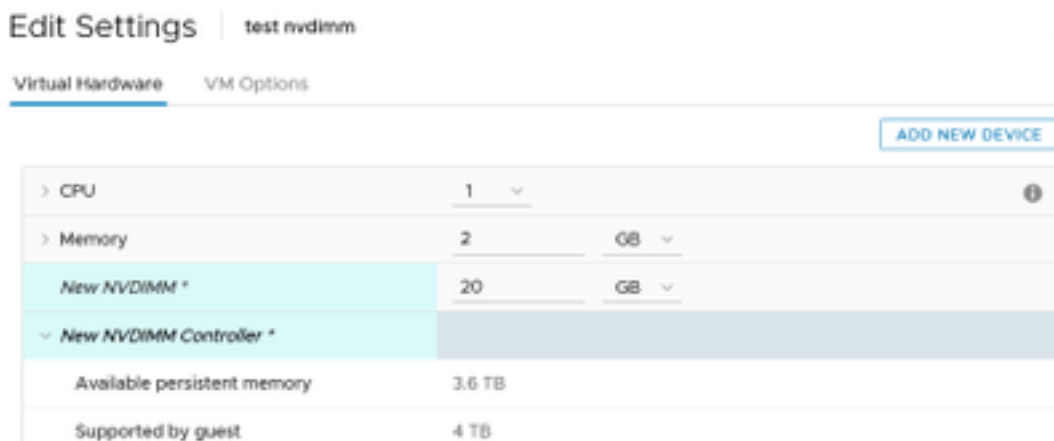 Edit Settings test nvdimm
Virtual Hardware VM Options
ADD NEW DEVICE
CPU 1
Memory 2 GB
New NVDIMM * 20 GB
New NVDIMM Controller *
Available persistent memory 3.6 TB
Supported by guest 4 TB